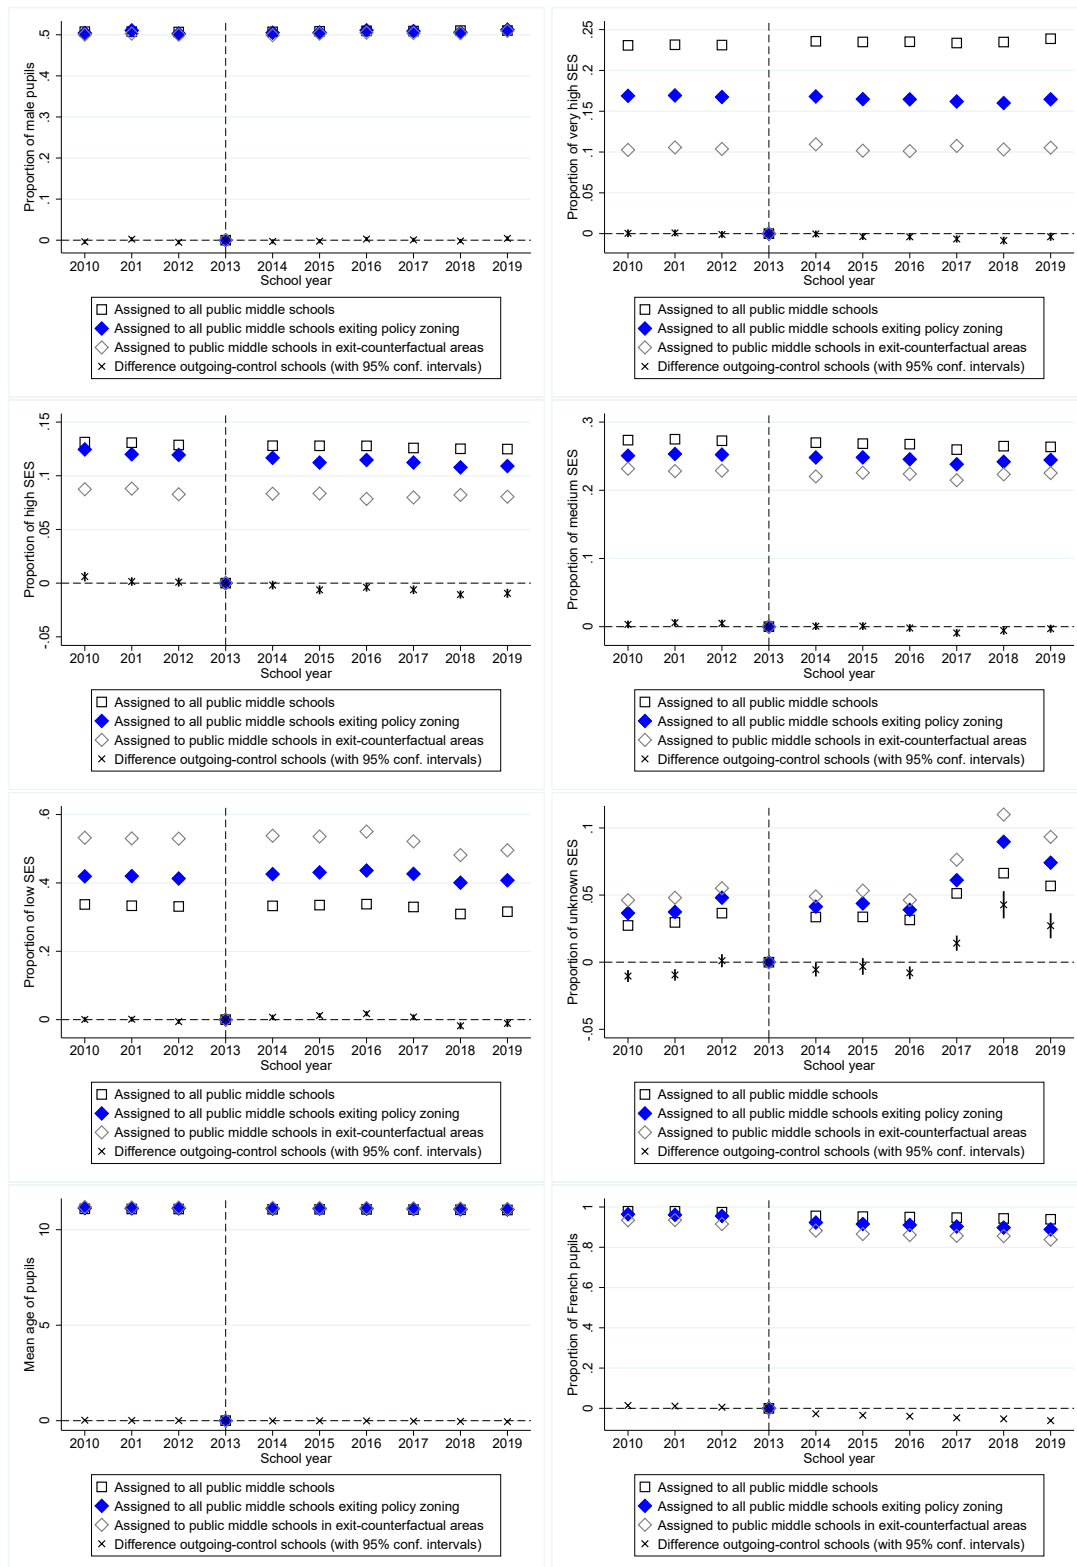 Proportion of male pupils
.5
.4
.3
.2
.1
0
2010 201 2012 2013 2014 2015 2016 2017 2018 2019
School year
Assigned to all public middle schools
Assigned to all public middle schools exiting policy zoning
Assigned to public middle schools in exit-counterfactual areas
Difference outgoing-control schools (with 95% conf. intervals)
Proportion of very high SES
.25
.2
.15
.1
.05
0
2010 201 2012 2013 2014 2015 2016 2017 2018 2019
School year
Assigned to all public middle schools
Assigned to all public middle schools exiting policy zoning
Assigned to public middle schools in exit-counterfactual areas
Difference outgoing-control schools (with 95% conf. intervals)
Proportion of high SES
.15
.1
.05
0
-.05
2010 201 2012 2013 2014 2015 2016 2017 2018 2019
School year
Assigned to all public middle schools
Assigned to all public middle schools exiting policy zoning
Assigned to public middle schools in exit-counterfactual areas
Difference outgoing-control schools (with 95% conf. intervals)
Proportion of medium SES
.3
.2
.1
0
2010 201 2012 2013 2014 2015 2016 2017 2018 2019
School year
Assigned to all public middle schools
Assigned to all public middle schools exiting policy zoning
Assigned to public middle schools in exit-counterfactual areas
Difference outgoing-control schools (with 95% conf. intervals)
Proportion of low SES
.6
.4
.2
0
2010 201 2012 2013 2014 2015 2016 2017 2018 2019
School year
Assigned to all public middle schools
Assigned to all public middle schools exiting policy zoning
Assigned to public middle schools in exit-counterfactual areas
Difference outgoing-control schools (with 95% conf. intervals)
Proportion of unknown SES
.1
.05
0
-.05
2010 201 2012 2013 2014 2015 2016 2017 2018 2019
School year
Assigned to all public middle schools
Assigned to all public middle schools exiting policy zoning
Assigned to public middle schools in exit-counterfactual areas
Difference outgoing-control schools (with 95% conf. intervals)
Mean age of pupils
10
5
0
2010 201 2012 2013 2014 2015 2016 2017 2018 2019
School year
Assigned to all public middle schools
Assigned to all public middle schools exiting policy zoning
Assigned to public middle schools in exit-counterfactual areas
Difference outgoing-control schools (with 95% conf. intervals)
Proportion of French pupils
1
.8
.6
.4
.2
0
2010 201 2012 2013 2014 2015 2016 2017 2018 2019
School year
Assigned to all public middle schools
Assigned to all public middle schools exiting policy zoning
Assigned to public middle schools in exit-counterfactual areas
Difference outgoing-control schools (with 95% conf. intervals)